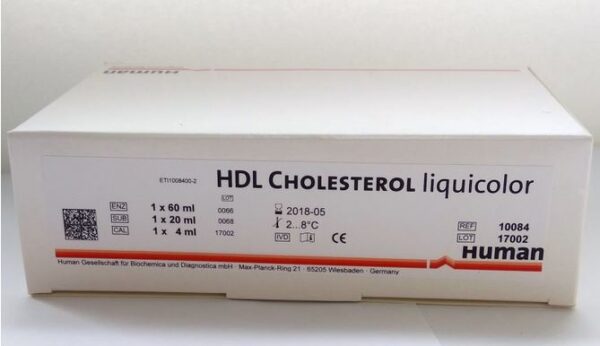 Human
ETI1008400-2
HDL CHOLESTEROL liquicolor
LOT
ENZ 1 x 60 ml 0066 2018-05
SUB 1 x 20 ml 0068 2...8°C
CAL 1 x 4 ml 17002 IVD CE
REF 10084
LOT 17002
Human
Human Gesellschaft für Biochemica und Diagnostica mbH · Max-Planck-Ring 21 · 65205 Wiesbaden · Germany